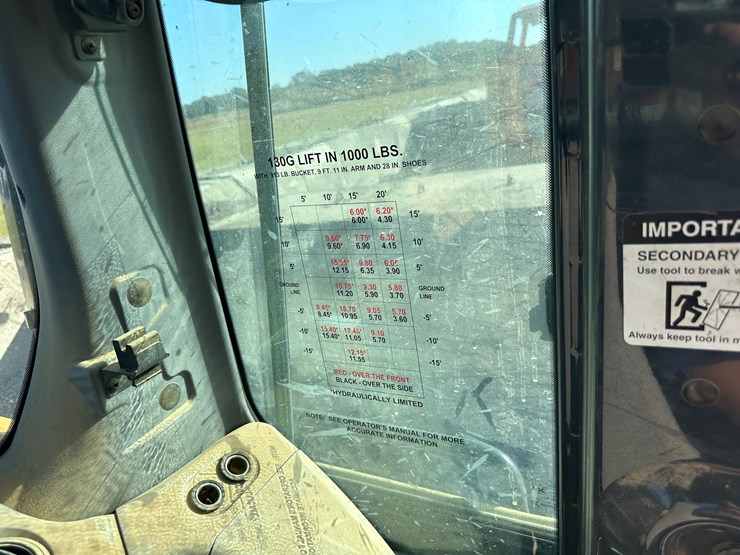 130G LIFT IN 1000 LBS.
LB. BUCKET, 9 FT. 11 IN. ARM AND 28 IN. SHOES
5' 10' 15' 20'
6.00* 6.20*
15' 6.00* 4.30 15'
9.60* 7.75* 6.30
10' 9.60* 6.90 4.15 10'
15.55* 9.80 6.05
5' 12.15 6.35 3.90 5'
GROUND LINE 15.75* 9.30 5.80 GROUND LINE
11.20 5.90 3.70
-5' 8.45* 18.70 9.05 5.70 -5'
8.45* 10.95 5.70 3.60
-10' 15.40* 17.45* 9.10 -10'
15.40* 11.05 5.70
-15' 12.15* -15'
11.55
RED - OVER THE FRONT
BLACK - OVER THE SIDE
*HYDRAULICALLY LIMITED
NOTE: SEE OPERATOR'S MANUAL FOR MORE
ACCURATE INFORMATION
IMPORTA
SECONDARY
Use tool to break w
Always keep tool in m